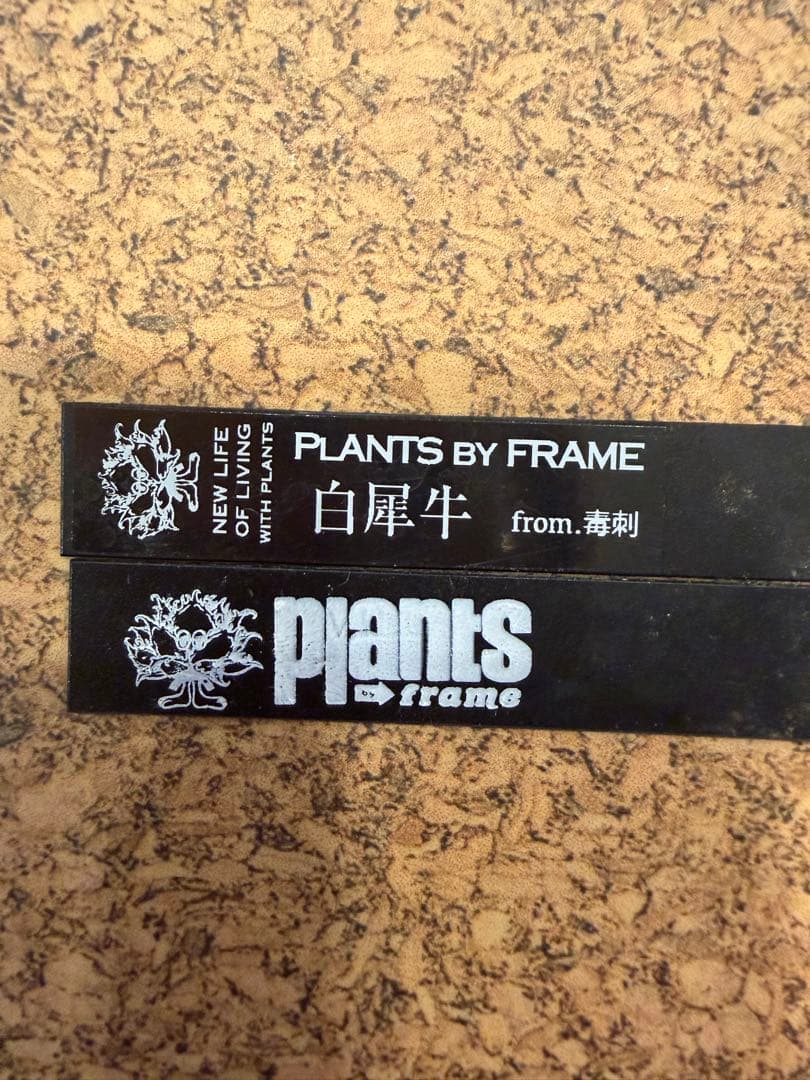 NEW LIFE
OF LIVING
WITH PLANTS
PLANTS BY FRAME
白犀牛 from.毒刺
plants
by frame